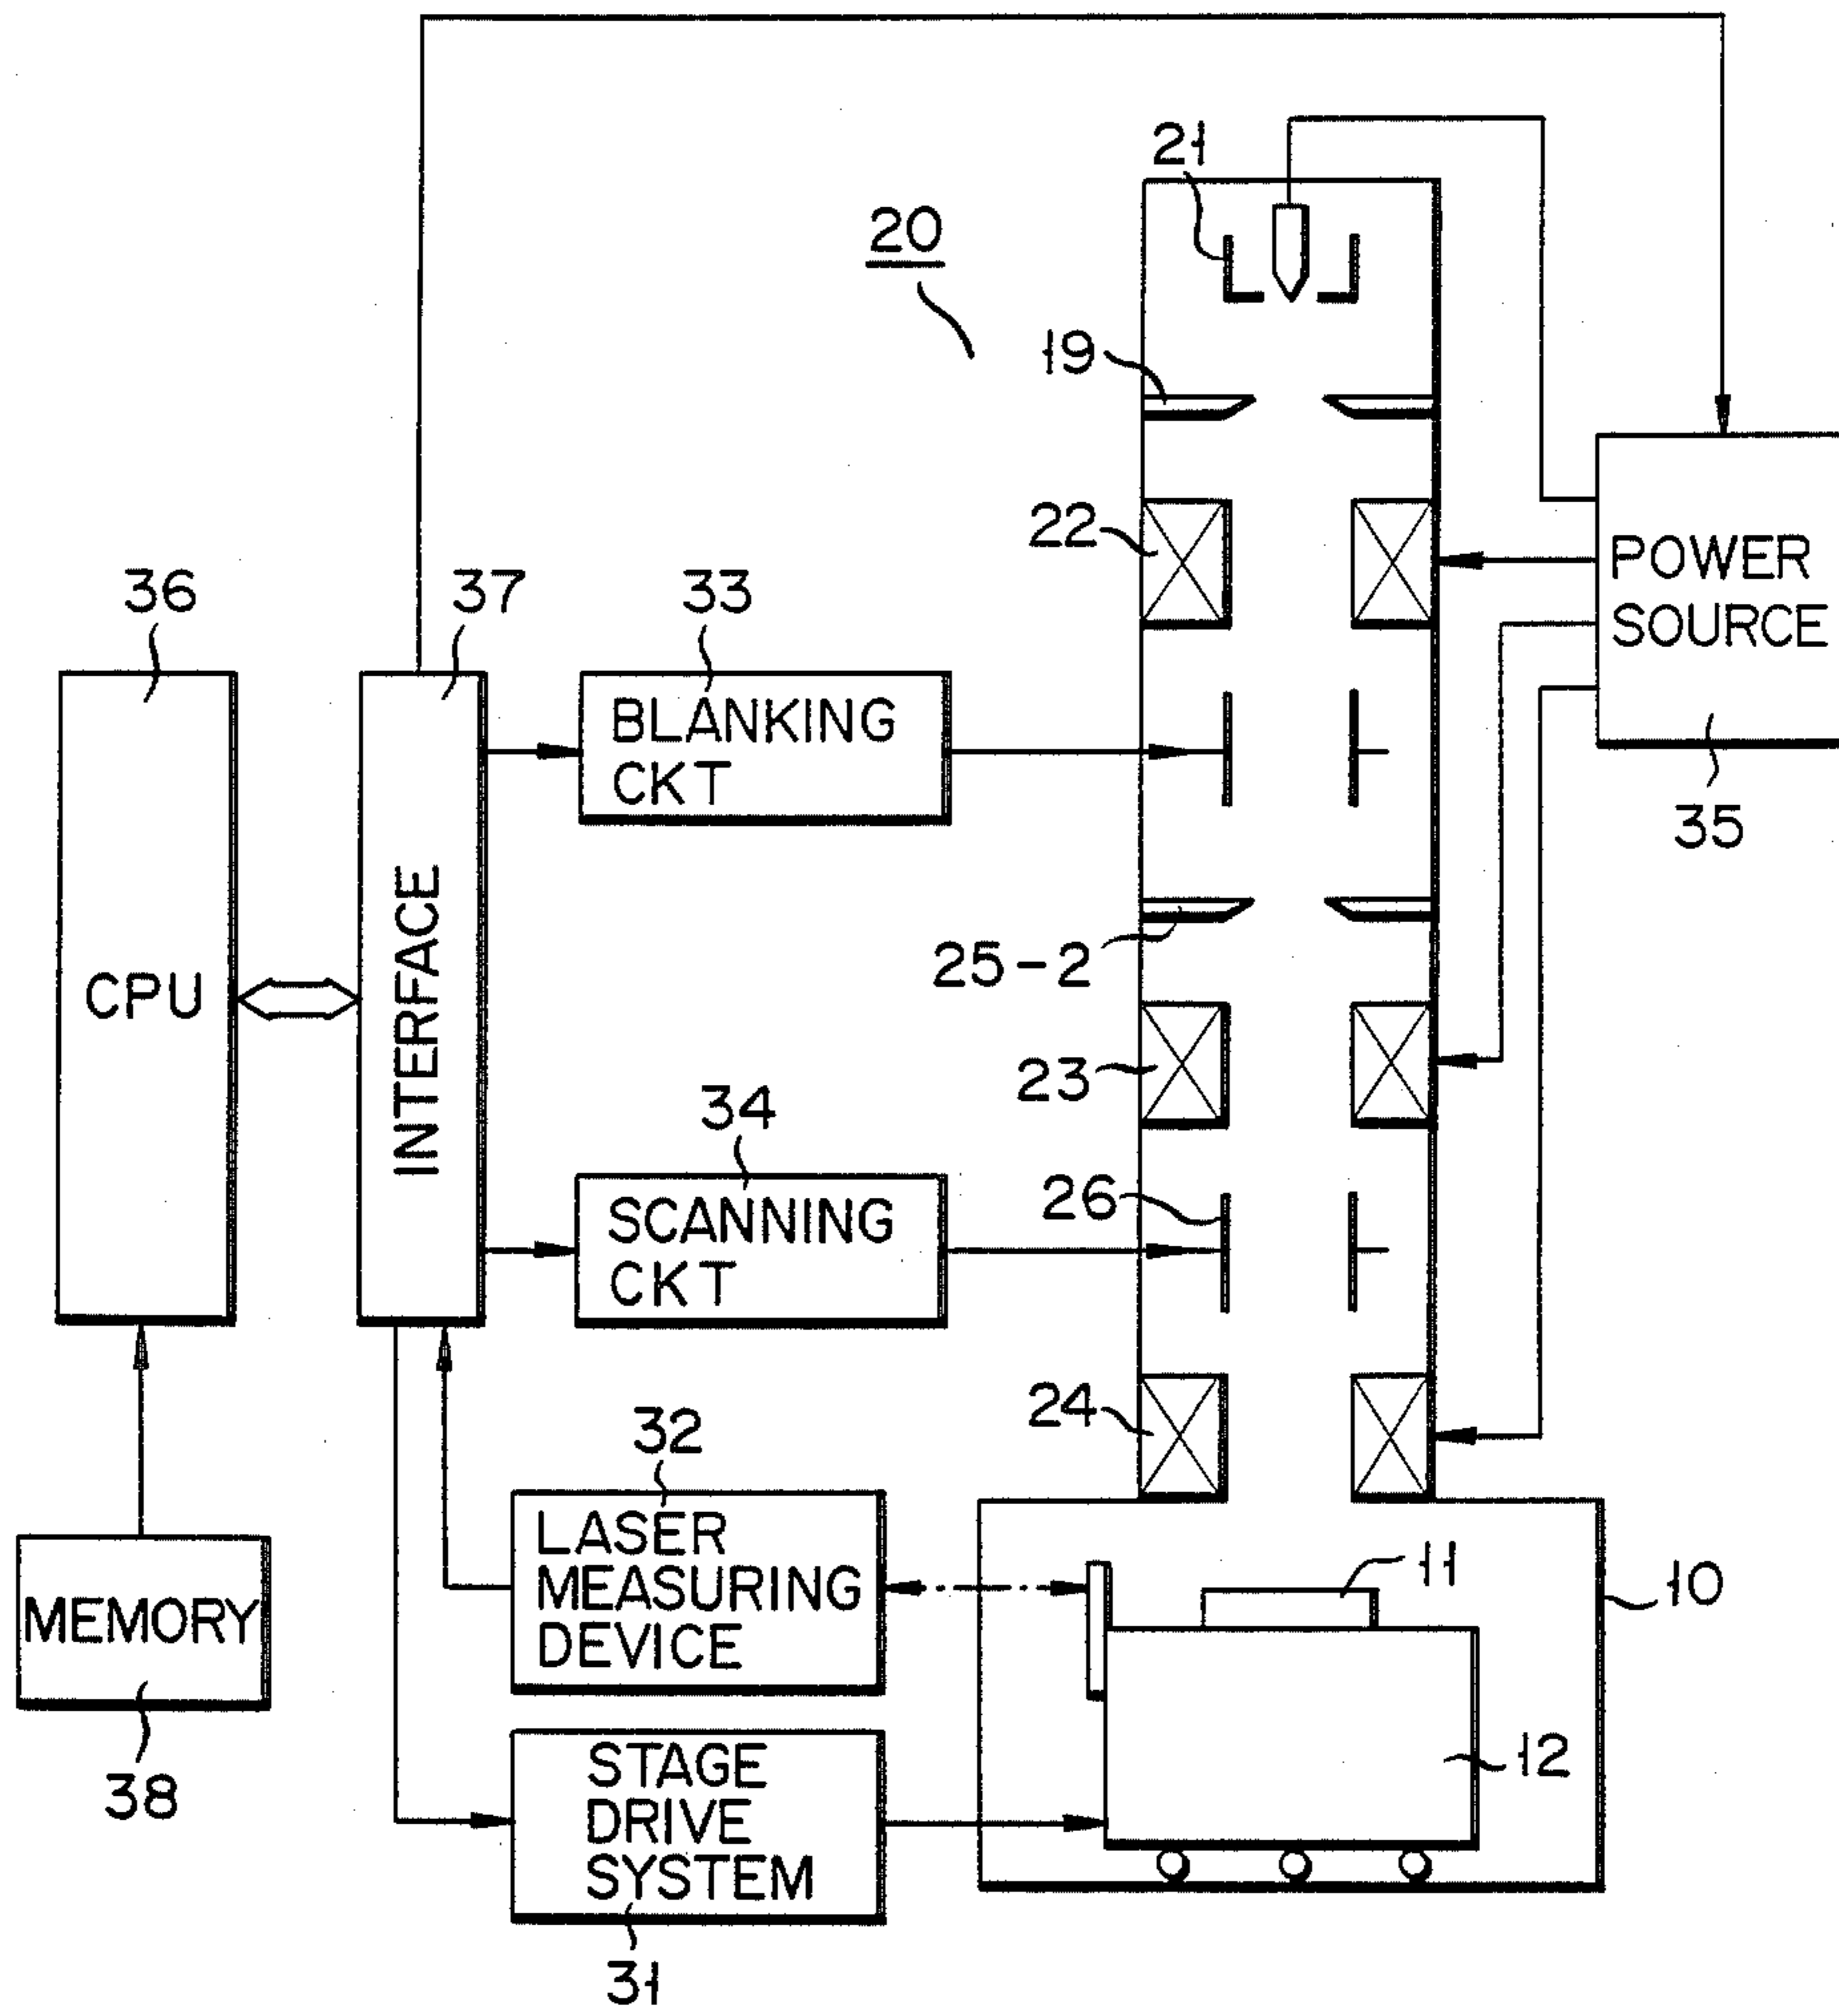 21
20
19
22
POWER
SOURCE
36
37
33
BLANKING
CKT
35
INTERFACE
25-2
CPU
23
34
26
SCANNING
CKT
24
32
LASER
MEASURING
DEVICE
11
10
MEMORY
12
38
STAGE
DRIVE
SYSTEM
31